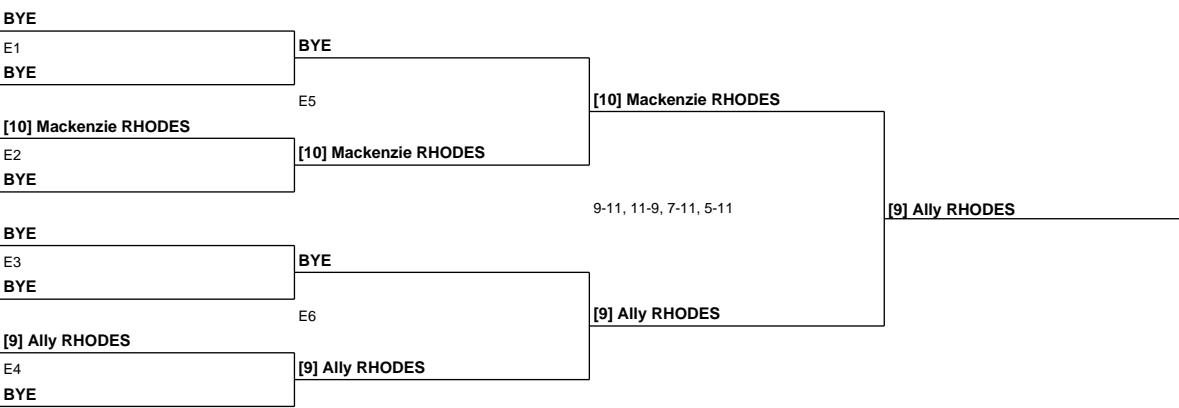 BYE
E1
BYE
BYE
E5
[10] Mackenzie RHODES
[10] Mackenzie RHODES
E2
[10] Mackenzie RHODES
BYE
9-11, 11-9, 7-11, 5-11
[9] Ally RHODES
BYE
E3
BYE
BYE
E6
[9] Ally RHODES
[9] Ally RHODES
E4
[9] Ally RHODES
BYE